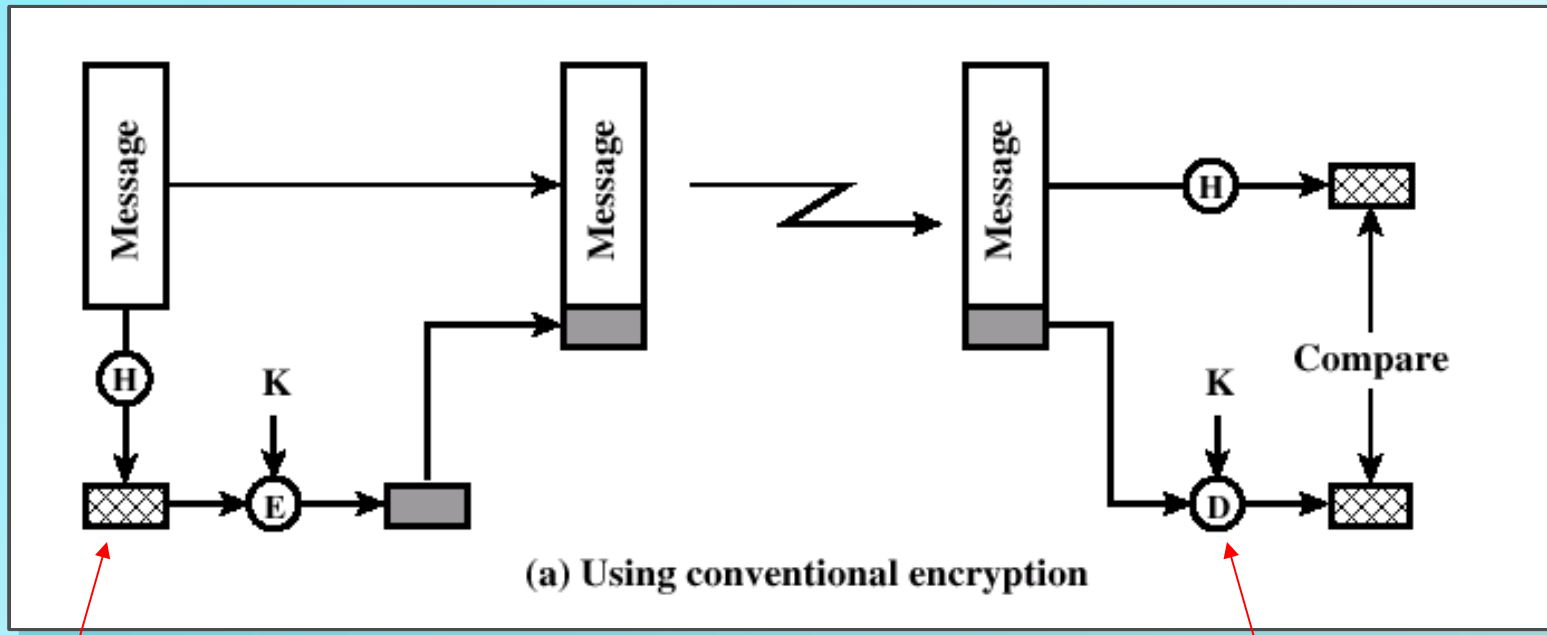 Message
Message
Message
H
H
K
E
Compare
K
D
(a) Using conventional encryption